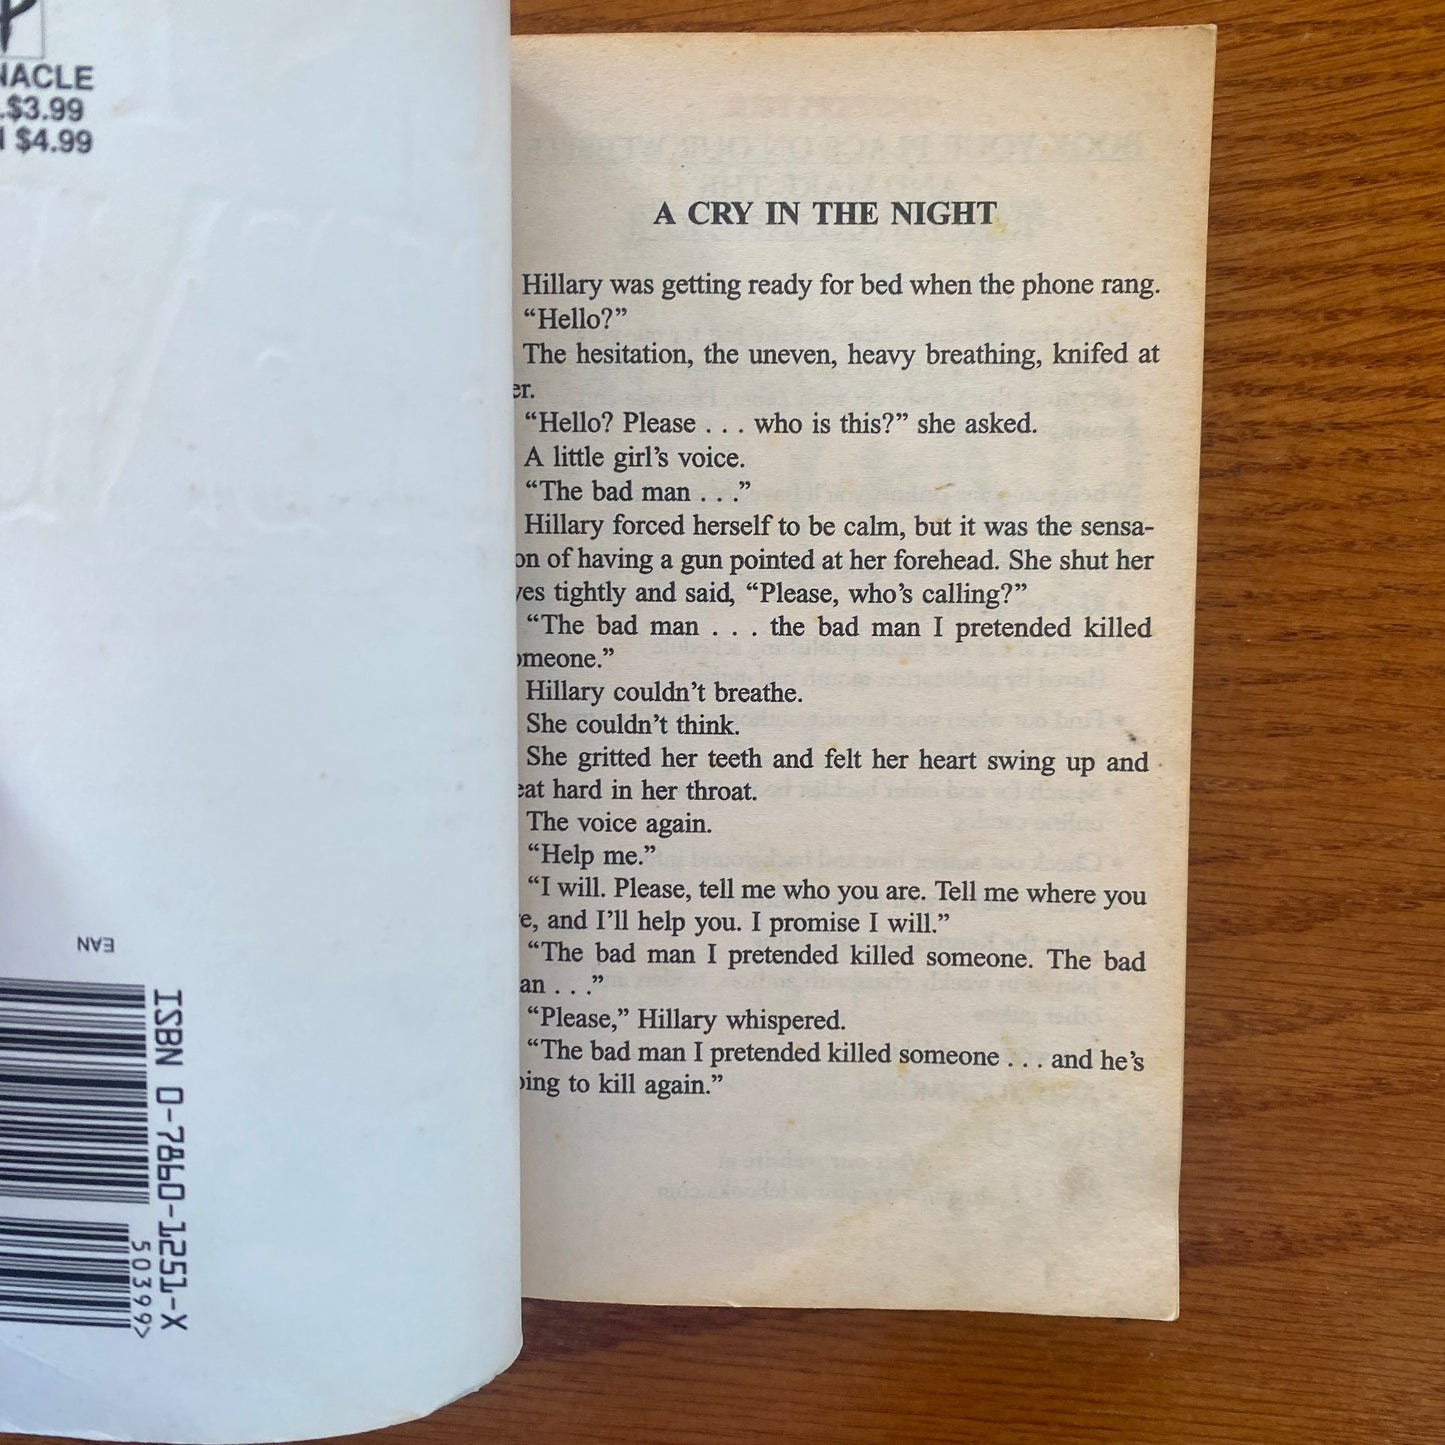 NACLE
.$3.99
$4.99
EAN
ISBN 0-7860-1251-X
50399>
A CRY IN THE NIGHT
Hillary was getting ready for bed when the phone rang.
“Hello?”
The hesitation, the uneven, heavy breathing, knifed at
er.
“Hello? Please . . . who is this?” she asked.
A little girl’s voice.
“The bad man . . .”
Hillary forced herself to be calm, but it was the sensa-
on of having a gun pointed at her forehead. She shut her
yes tightly and said, “Please, who’s calling?”
“The bad man . . . the bad man I pretended killed
omeone.”
Hillary couldn’t breathe.
She couldn’t think.
She gritted her teeth and felt her heart swing up and
eat hard in her throat.
The voice again.
“Help me.”
“I will. Please, tell me who you are. Tell me where you
e, and I’ll help you. I promise I will.”
“The bad man I pretended killed someone. The bad
an . . .”
“Please,” Hillary whispered.
“The bad man I pretended killed someone . . . and he’s
oing to kill again.”